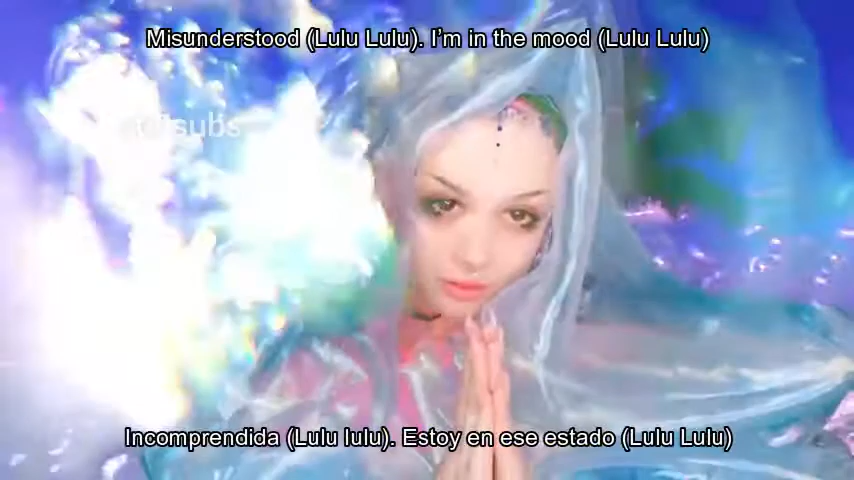 Misunderstood (Lulu Lulu). I'm in the mood (Lulu Lulu)
Incomprendida (Lulu lulu). Estoy en ese estado (Lulu Lulu)